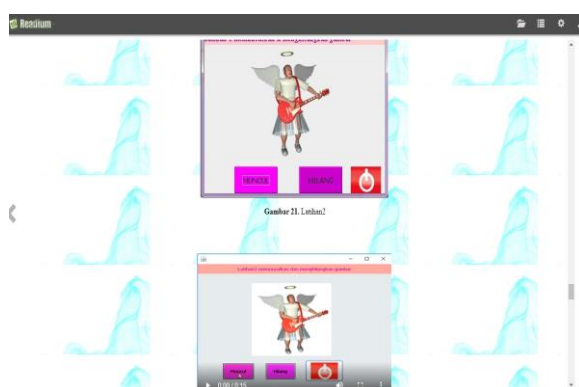 Readium
MUNCUL
HILANG
Gambar 21. Latihan2
Latihan2 memunculkan dan menghilangkan gambar
Muncul
Hilang
0:00 / 0:15